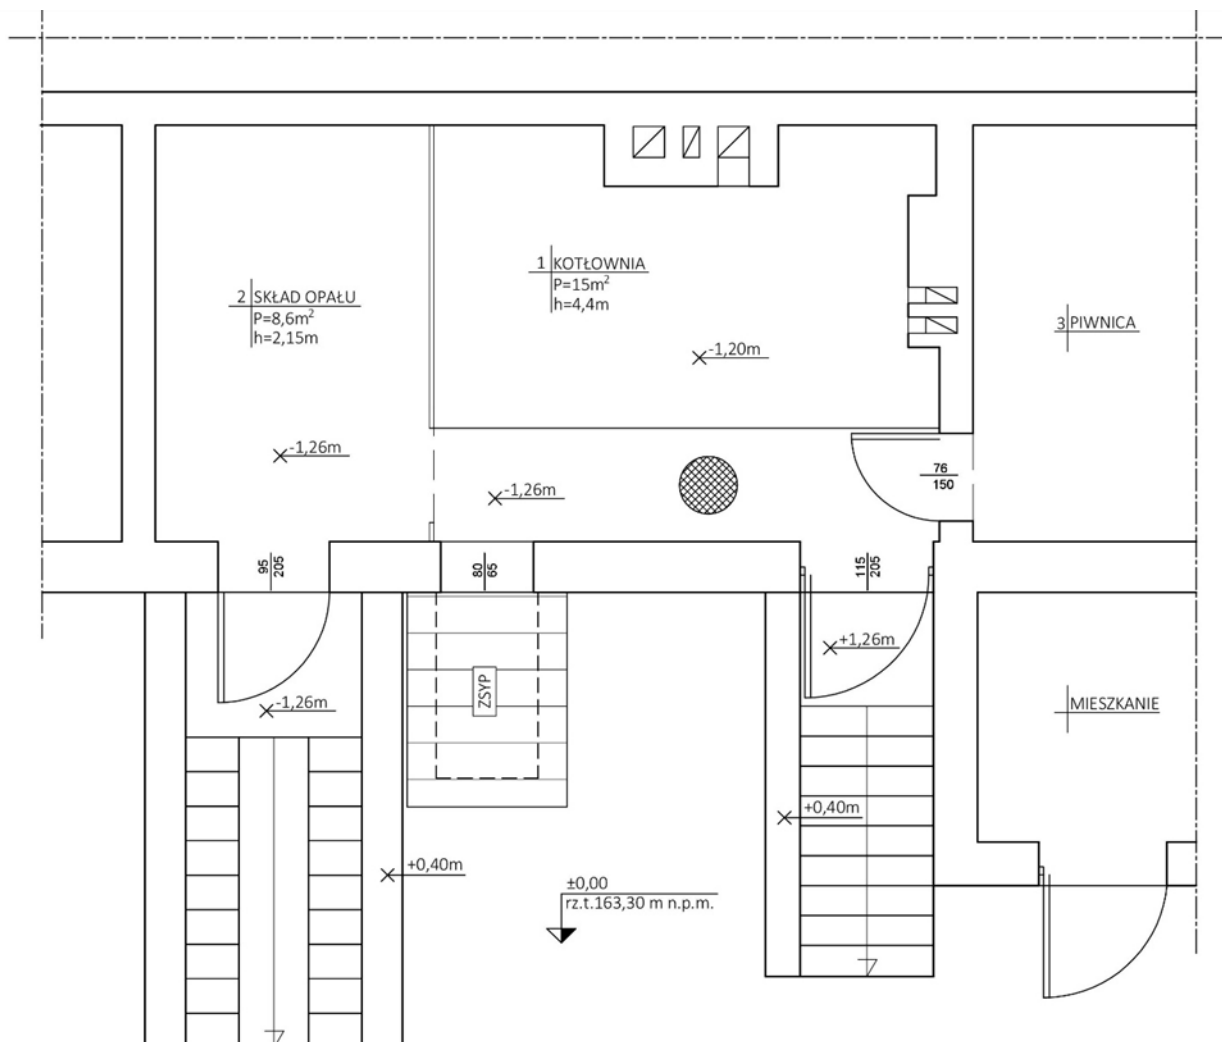 1 KOTŁOWNIA
P=15m²
h=4,4m
2 SKŁAD OPAŁU
P=8,6m²
h=2,15m
3 PIWNICA
-1,20m
-1,26m
-1,26m
76
150
95
205
80
65
115
205
+1,26m
ZSYP
-1,26m
MIESZKANIE
+0,40m
+0,40m
±0,00
rz.t.163,30 m n.p.m.